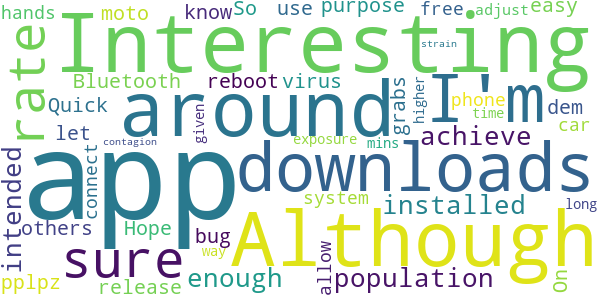 hands moto know So use purpose free adjust easy
rate Interesting strain
Bluetooth reboot virus
Quick around grabs higher I'm phone dem
let given achieve time car
contagion
intended connect app downloads exposure mins
others system installed long
sure Hope bug Although
way
pplpz release enough alllow population On